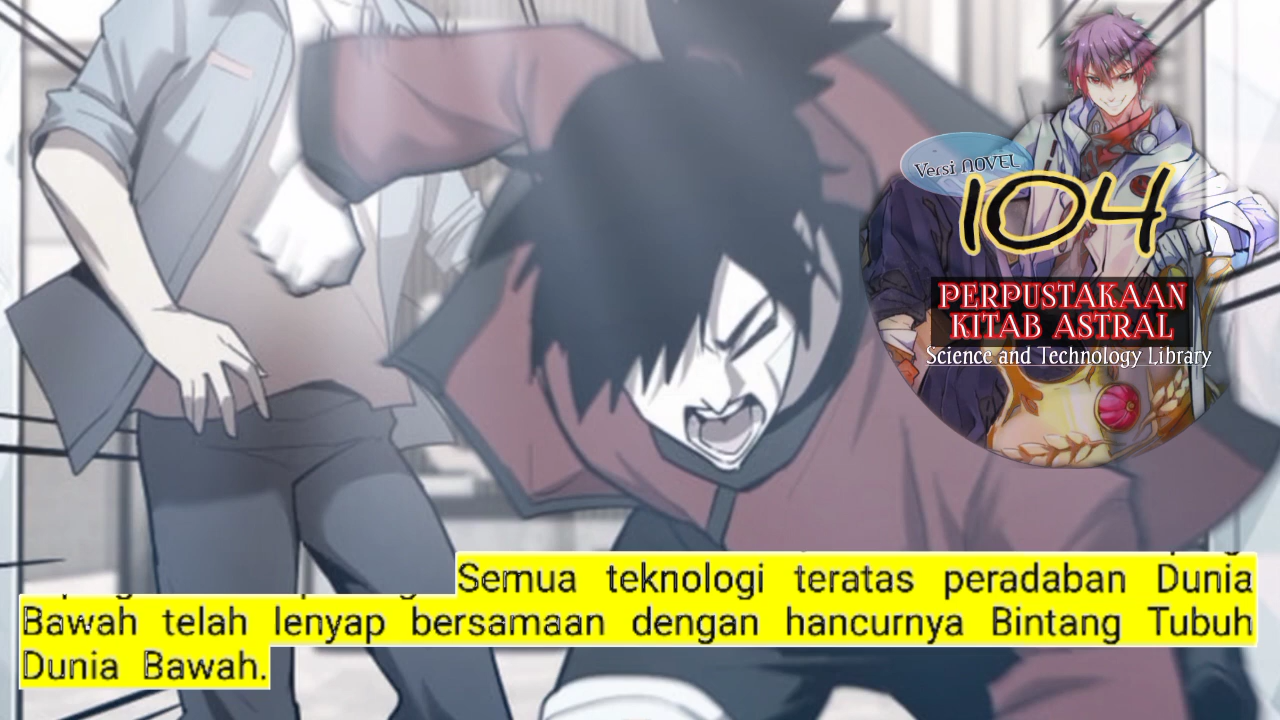 Versi NOVEL
104
PERPUSTAKAAN
KITAB ASTRAL
Science and Technology Library
Semua teknologi teratas peradaban Dunia
Bawah telah lenyap bersamaan dengan hancurnya Bintang Tubuh
Dunia Bawah.